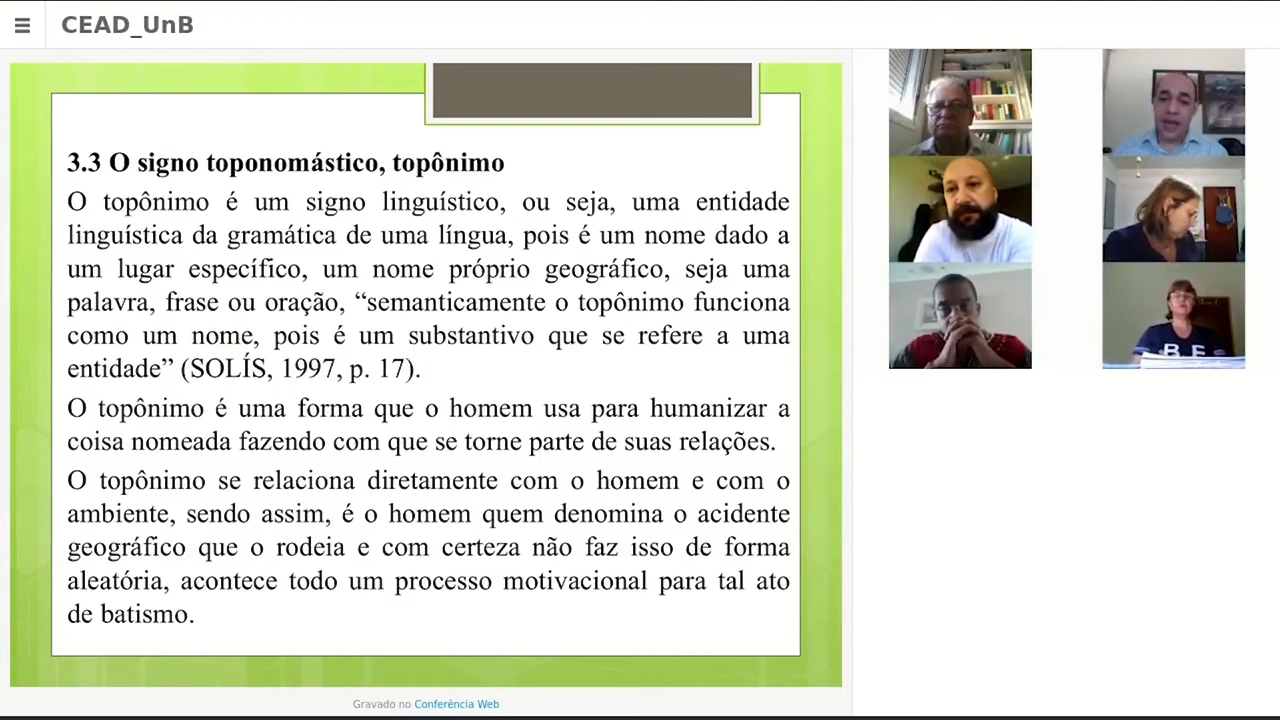 CEAD_UnB
3.3 O signo toponomástico, topônimo
O topônimo é um signo linguístico, ou seja, uma entidade
linguística da gramática de uma língua, pois é um nome dado a
um lugar específico, um nome próprio geográfico, seja uma
palavra, frase ou oração, “semanticamente o topônimo funciona
como um nome, pois é um substantivo que se refere a uma
entidade” (SOLÍS, 1997, p. 17).
O topônimo é uma forma que o homem usa para humanizar a
coisa nomeada fazendo com que se torne parte de suas relações.
O topônimo se relaciona diretamente com o homem e com o
ambiente, sendo assim, é o homem quem denomina o acidente
geográfico que o rodeia e com certeza não faz isso de forma
aleatória, acontece todo um processo motivacional para tal ato
de batismo.
Gravado no Conferência Web